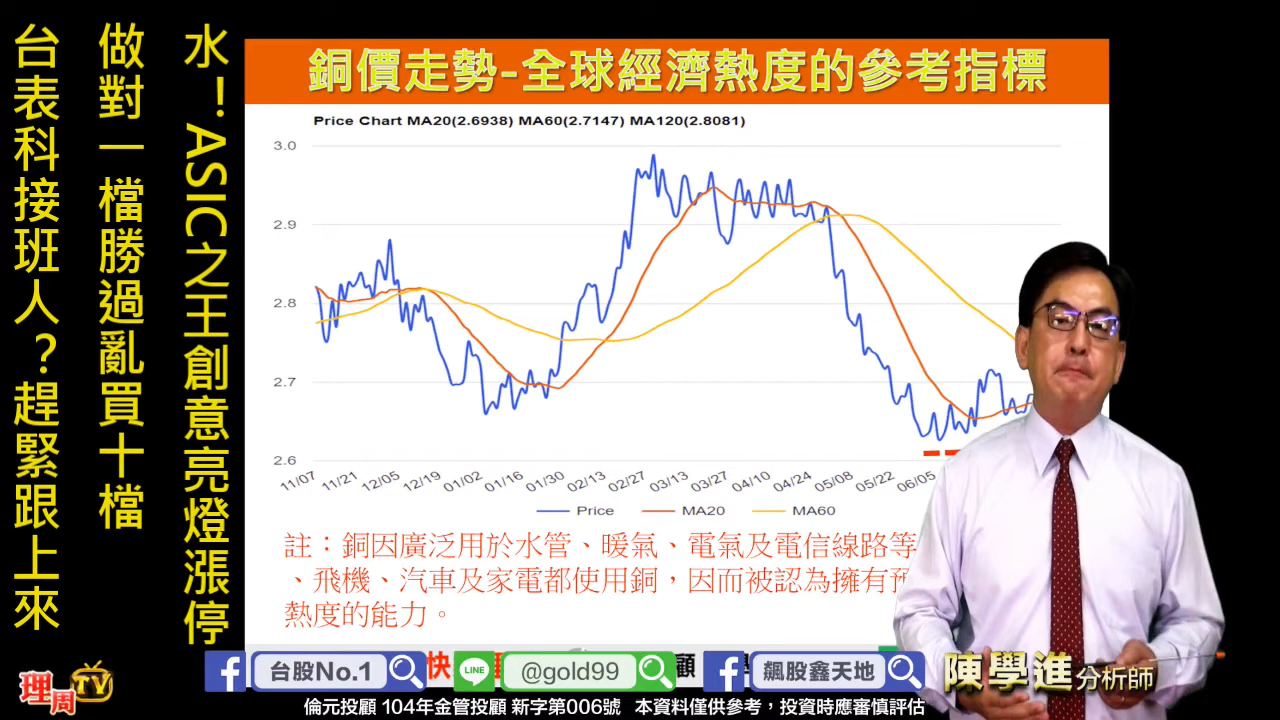 水！ASIC之王創意亮燈漲停
做對一檔勝過亂買十檔
台表科接班人？趕緊跟上來
銅價走勢-全球經濟熱度的參考指標
Price Chart MA20(2.6938) MA60(2.7147) MA120(2.8081)
3.0
2.9
2.8
2.7
2.6
11/07 11/21 12/05 12/19 01/02 01/16 01/30 02/13 02/27 03/13 03/27 04/10 04/24 05/08 05/22 06/05
Price MA20 MA60
註：銅因廣泛用於水管、暖氣、電氣及電信線路等
、飛機、汽車及家電都使用銅，因而被認為擁有預
熱度的能力。
快
顧
台股No.1
LINE
@gold99
飆股鑫天地
陳學進分析師
理周TV
倫元投顧 104年金管投顧 新字第006號 本資料僅供參考，投資時應審慎評估